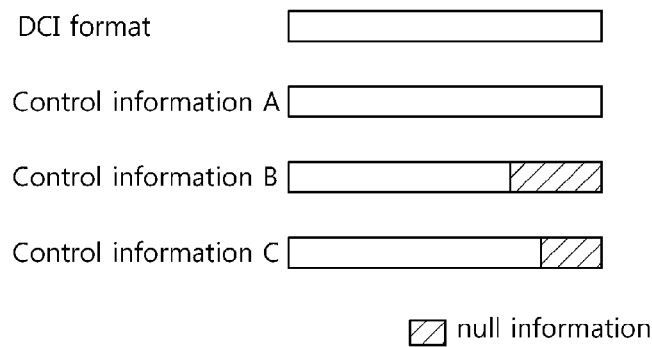 DCI format
Control information A
Control information B
Control information C
null information